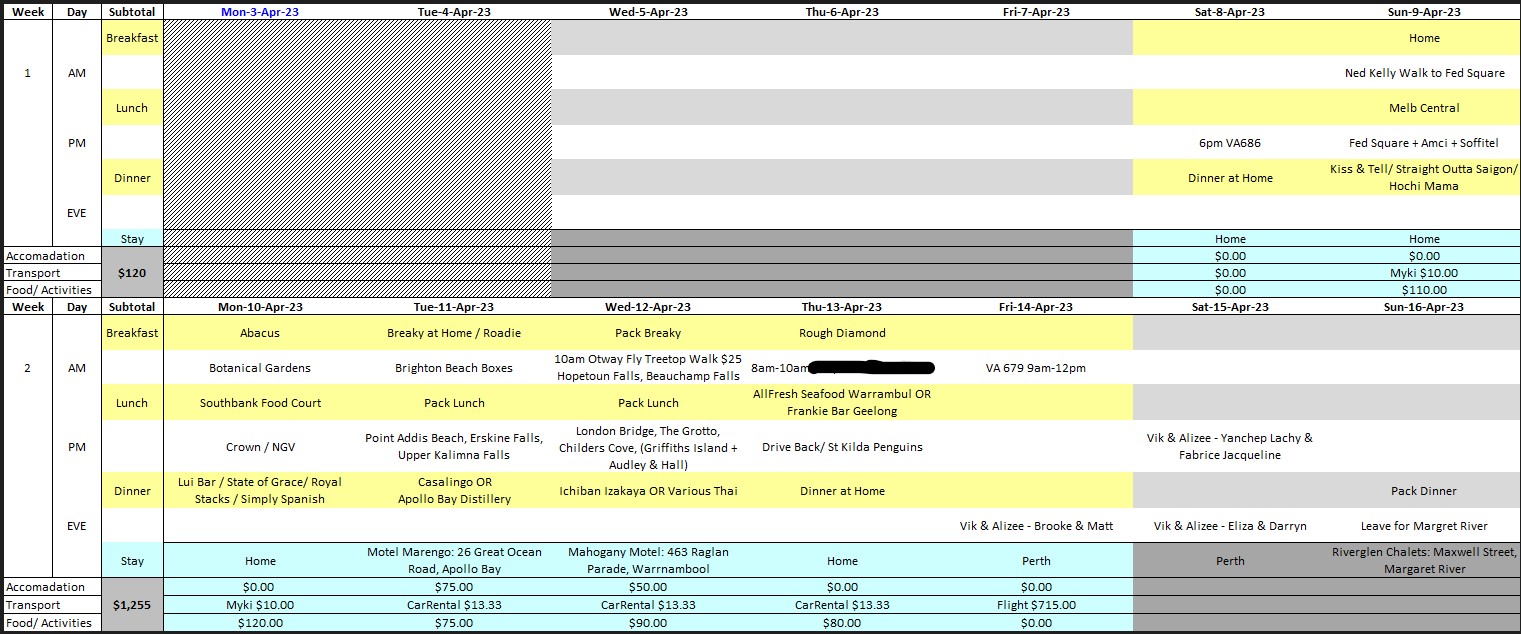 Week Day Subtotal Mon-3-Apr-23 Tue-4-Apr-23 Wed-5-Apr-23 Thu-6-Apr-23 Fri-7-Apr-23 Sat-8-Apr-23 Sun-9-Apr-23
Breakfast Home
1 AM Ned Kelly Walk to Fed Square
Lunch Melb Central
PM 6pm VA686 Fed Square + Amci + Soffitel
Dinner Dinner at Home Kiss & Tell/ Straight Outta Saigon/
Hochi Mama
EVE
Stay Home Home
Accomadation $0.00 $0.00
Transport $120 $0.00 Myki $10.00
Food/ Activities $0.00 $110.00
Week Day Subtotal Mon-10-Apr-23 Tue-11-Apr-23 Wed-12-Apr-23 Thu-13-Apr-23 Fri-14-Apr-23 Sat-15-Apr-23 Sun-16-Apr-23
Breakfast Abacus Breaky at Home / Roadie Pack Breaky Rough Diamond
2 AM Botanical Gardens Brighton Beach Boxes 10am Otway Fly Treetop Walk $25
Hopetoun Falls, Beauchamp Falls 8am-10am VA 679 9am-12pm
Lunch Southbank Food Court Pack Lunch Pack Lunch AllFresh Seafood Warrambul OR
Frankie Bar Geelong
PM Crown / NGV Point Addis Beach, Erskine Falls,
Upper Kalimna Falls
London Bridge, The Grotto,
Childers Cove, (Griffiths Island +
Audley & Hall)
Drive Back/ St Kilda Penguins
Vik & Alizee - Yanchep Lachy &
Fabrice Jacqueline
Dinner Lui Bar / State of Grace/ Royal
Stacks / Simply Spanish
Casalingo OR
Apollo Bay Distillery
Ichiban Izakaya OR Various Thai Dinner at Home Pack Dinner
EVE Vik & Alizee - Brooke & Matt Vik & Alizee - Eliza & Darryn Leave for Margret River
Stay Home Motel Marengo: 26 Great Ocean
Road, Apollo Bay
Mahogany Motel: 463 Raglan
Parade, Warrnambool
Home Perth Perth
Riverglen Chalets: Maxwell Street,
Margaret River
Accomadation $0.00 $75.00 $50.00 $0.00 $0.00
Transport $1,255 Myki $10.00 CarRental $13.33 CarRental $13.33 CarRental $13.33 Flight $715.00
Food/ Activities $120.00 $75.00 $90.00 $80.00 $0.00